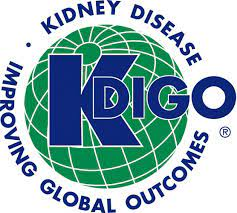 • KIDNEY DISEASE •
IMPROVING GLOBAL OUTCOMES
KDIGO
®